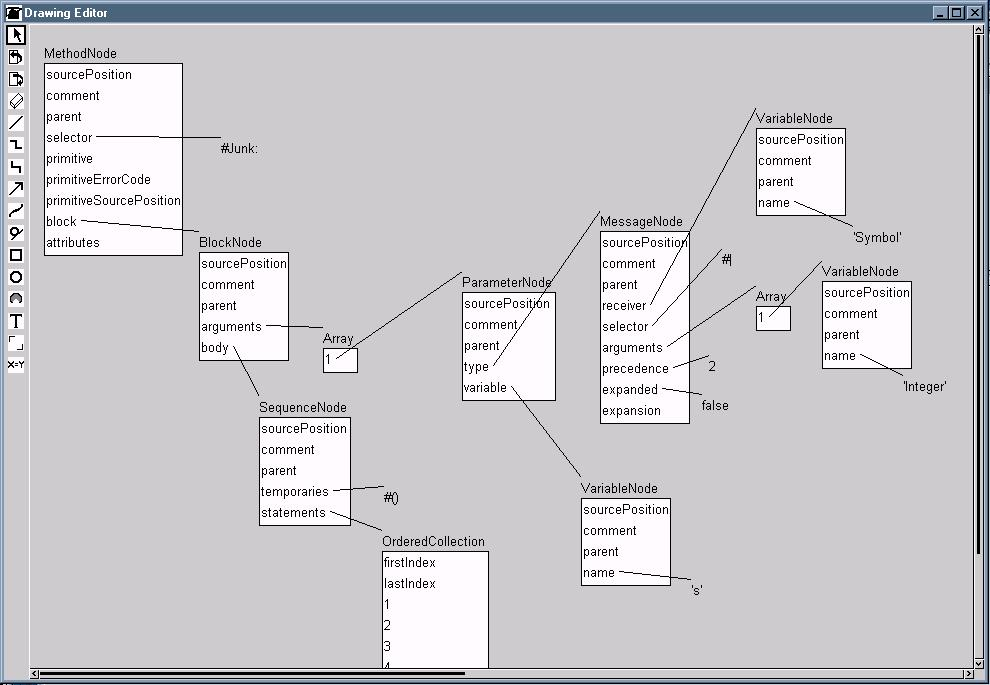 Drawing Editor
MethodNode
sourcePosition
comment
parent
selector
primitive
primitiveErrorCode
primitiveSourcePosition
block
attributes
#Junk:
BlockNode
sourcePosition
comment
parent
arguments
body
Array
1
SequenceNode
sourcePosition
comment
parent
temporaries
statements
#()
OrderedCollection
firstIndex
lastIndex
1
2
3
4
ParameterNode
sourcePosition
comment
parent
type
variable
MessageNode
sourcePosition
comment
parent
receiver
selector
arguments
precedence
expanded
expansion
#|
2
false
VariableNode
sourcePosition
comment
parent
name
'Symbol'
Array
1
VariableNode
sourcePosition
comment
parent
name
'Integer'
VariableNode
sourcePosition
comment
parent
name
's'
T
X=Y